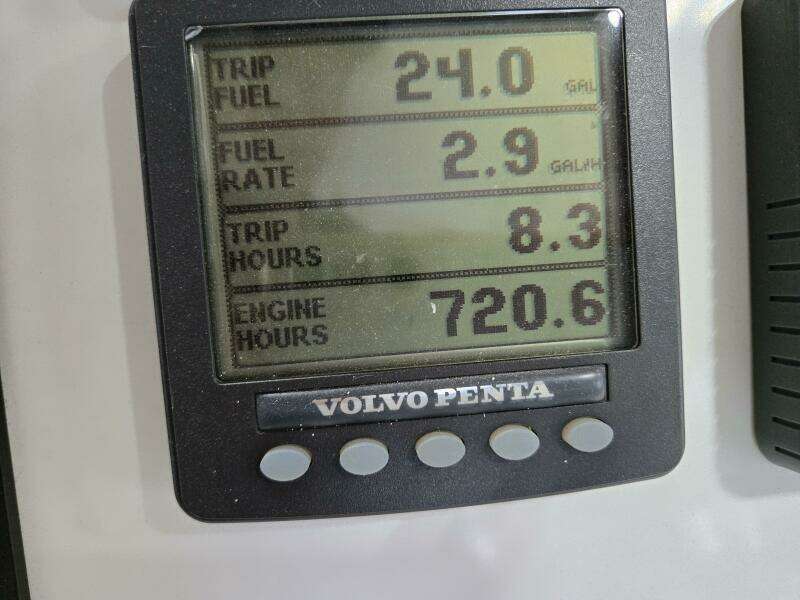 TRIP FUEL 24.0 GAL
FUEL RATE 2.9 GAL/H
TRIP HOURS 8.3
ENGINE HOURS 720.6
VOLVO PENTA